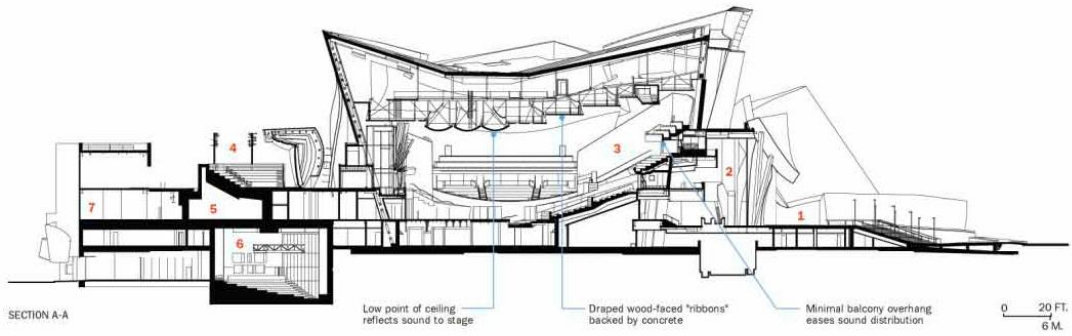 4
3
2
7
5
1
6
SECTION A-A
Low point of ceiling
reflects sound to stage
Draped wood-faced "ribbons"
backed by concrete
Minimal balcony overhang
eases sound distribution
0 20 FT.
6 M.